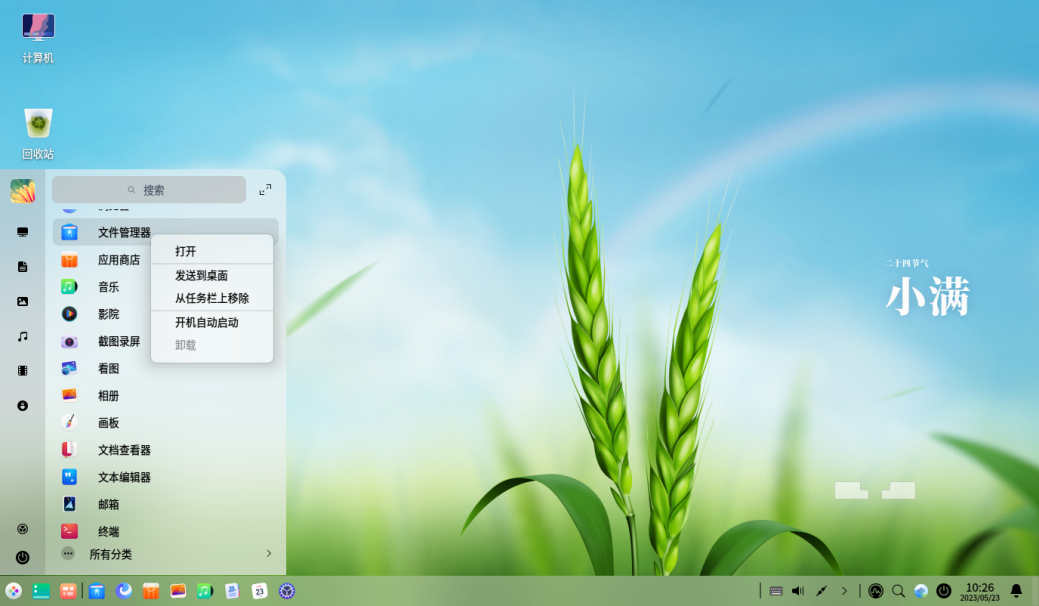 计算机
回收站
搜索
文件管理器
应用商店
音乐
影院
截图录屏
看图
相册
画板
文档查看器
文本编辑器
邮箱
终端
所有分类
打开
发送到桌面
从任务栏上移除
开机自动启动
卸载
二十四节气
小满
23
10:26
2023/05/23